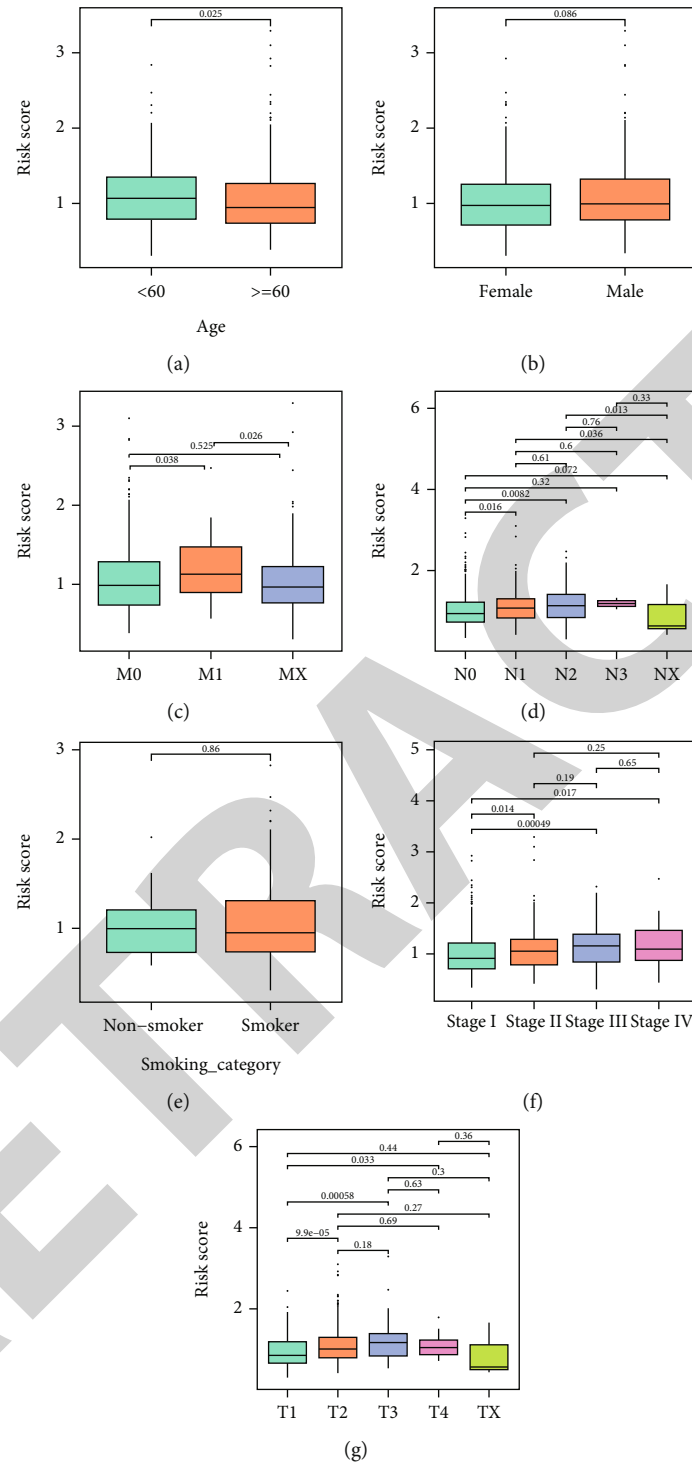 0.025
3
2
1
Risk score
<60
>=60
Age
(a)
0.086
3
2
1
Risk score
Female
Male
(b)
0.026
0.525
0.038
3
2
1
Risk score
M0
M1
MX
(c)
0.33
0.013
0.76
0.036
0.6
0.61
0.072
0.32
0.0082
0.016
6
4
2
Risk score
N0
N1
N2
N3
NX
(d)
0.86
3
2
1
Risk score
Non−smoker
Smoker
Smoking_category
(e)
0.25
0.65
0.19
0.017
0.014
0.00049
5
4
3
2
1
Risk score
Stage I
Stage II
Stage III
Stage IV
(f)
0.36
0.44
0.033
0.3
0.63
0.00058
0.27
0.69
9.9e−05
0.18
6
4
2
Risk score
T1
T2
T3
T4
TX
(g)
RETRACT